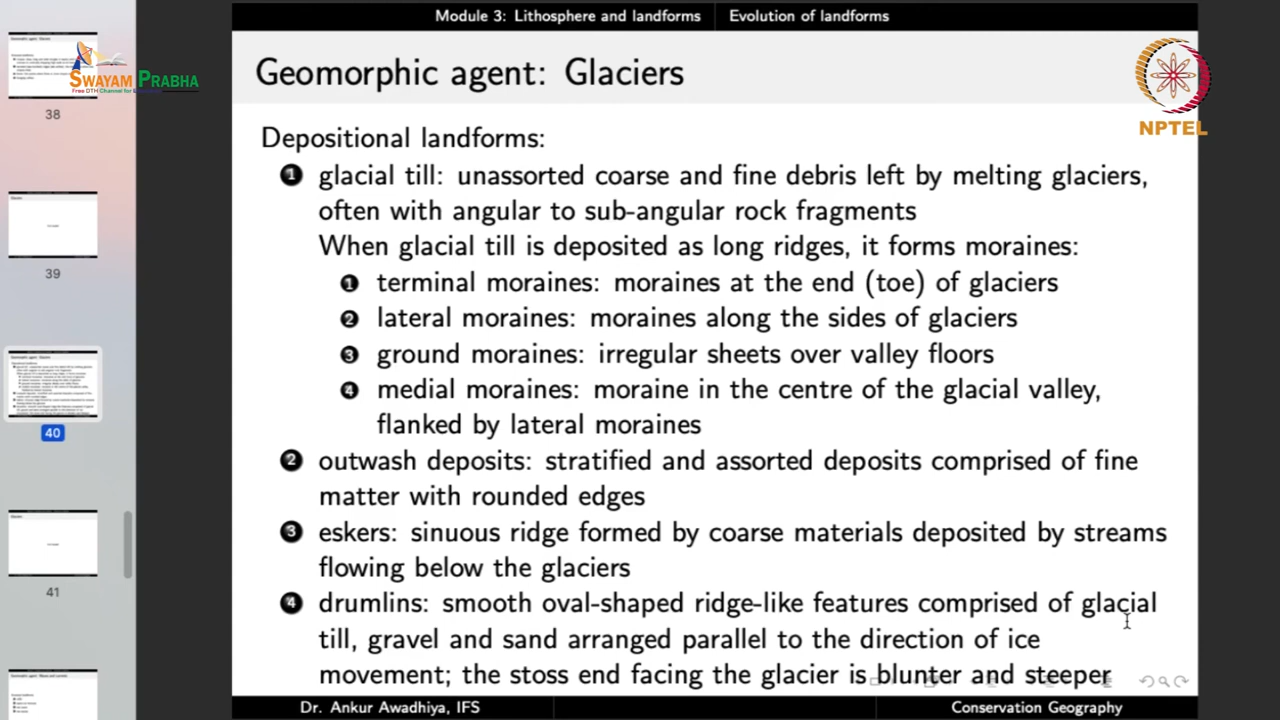 Module 3: Lithosphere and landforms Evolution of landforms
Geomorphic agent: Glaciers
SWAYAM PRABHA
NPTEL
38
39
40
41
Depositional landforms:
1 glacial till: unassorted coarse and fine debris left by melting glaciers,
often with angular to sub-angular rock fragments
When glacial till is deposited as long ridges, it forms moraines:
1 terminal moraines: moraines at the end (toe) of glaciers
2 lateral moraines: moraines along the sides of glaciers
3 ground moraines: irregular sheets over valley floors
4 medial moraines: moraine in the centre of the glacial valley,
flanked by lateral moraines
2 outwash deposits: stratified and assorted deposits comprised of fine
matter with rounded edges
3 eskers: sinuous ridge formed by coarse materials deposited by streams
flowing below the glaciers
4 drumlins: smooth oval-shaped ridge-like features comprised of glacial
till, gravel and sand arranged parallel to the direction of ice
movement; the stoss end facing the glacier is blunter and steeper
Dr. Ankur Awadhiya, IFS Conservation Geography